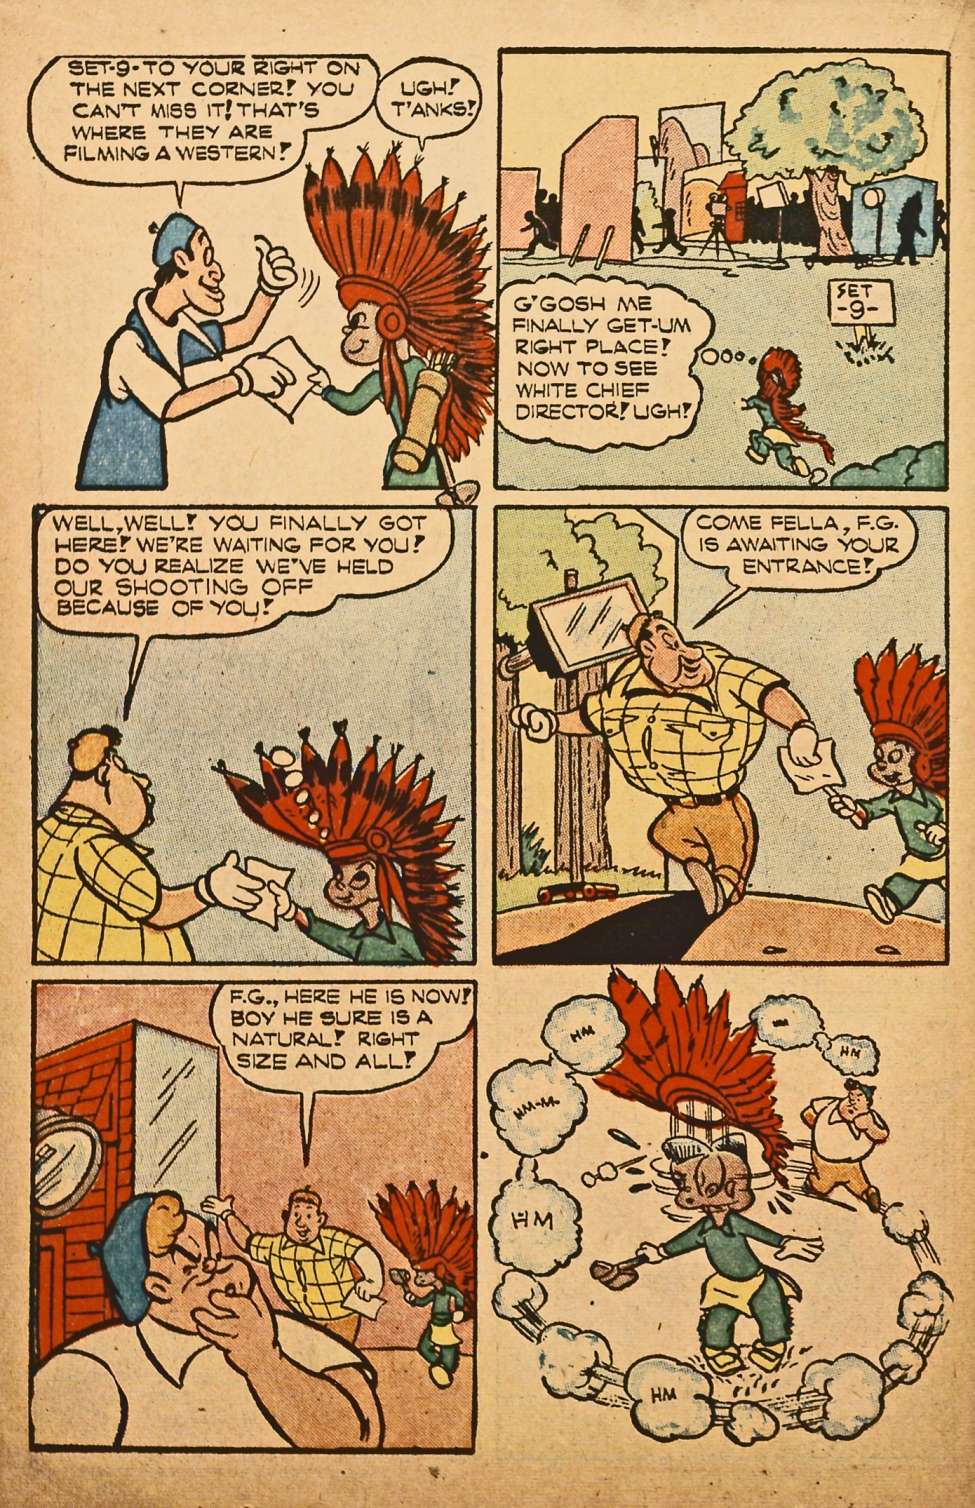 SET-9-TO YOUR RIGHT ON
THE NEXT CORNER! YOU
CAN'T MISS IT! THAT'S
WHERE THEY ARE
FILMING A WESTERN!
UGH!
T'ANKS!
G'GOSH ME
FINALLY GET-UM
RIGHT PLACE!
NOW TO SEE
WHITE CHIEF
DIRECTOR! UGH!
SET
-9-
WELL, WELL! YOU FINALLY GOT
HERE! WE'RE WAITING FOR YOU!
DO YOU REALIZE WE'VE HELD
OUR SHOOTING OFF
BECAUSE OF YOU!
COME FELLA, F.G.
IS AWAITING YOUR
ENTRANCE!
F.G., HERE HE IS NOW!
BOY HE SURE IS A
NATURAL! RIGHT
SIZE AND ALL!
HM
HM
HM
HM-M-
HM
HM